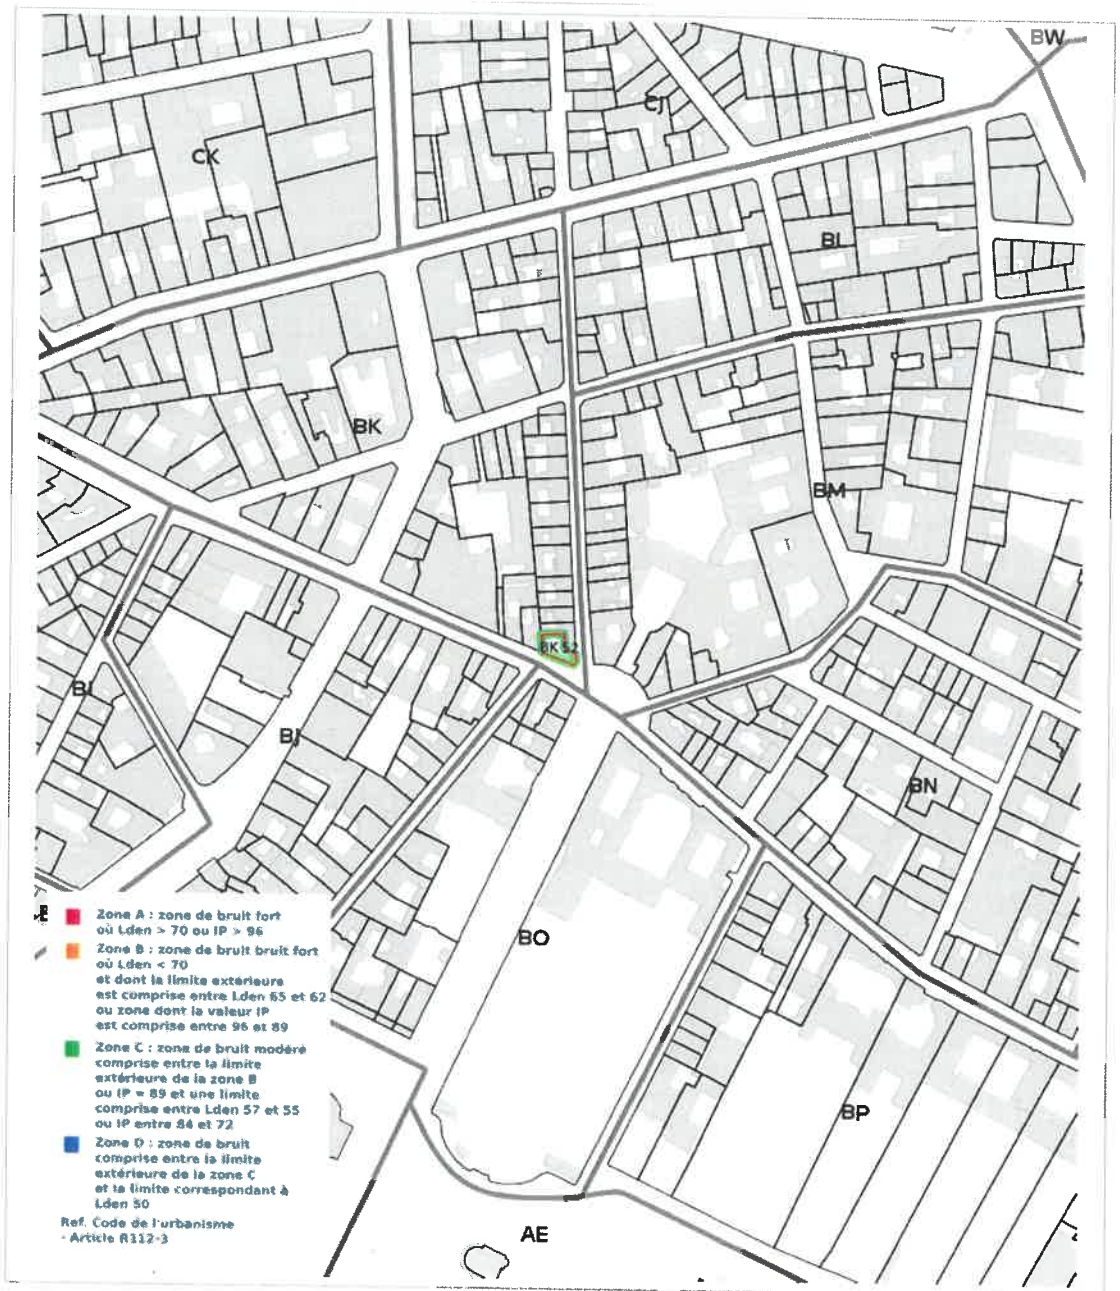 BW
CJ
CK
BI
BK
BM
BK 52
BI
BJ
BN
BO
BP
AE
Zone A : zone de bruit fort
où Lden > 70 ou IP > 96
Zone B : zone de bruit bruit fort
où Lden < 70
et dont la limite extérieure
est comprise entre Lden 65 et 62
ou zone dont la valeur IP
est comprise entre 96 et 89
Zone C : zone de bruit modéré
comprise entre la limite
extérieure de la zone B
ou IP = 89 et une limite
comprise entre Lden 57 et 55
ou IP entre 84 et 72
Zone D : zone de bruit
comprise entre la limite
extérieure de la zone C
et la limite correspondant à
Lden 50
Ref. Code de l'urbanisme
- Article R112-3